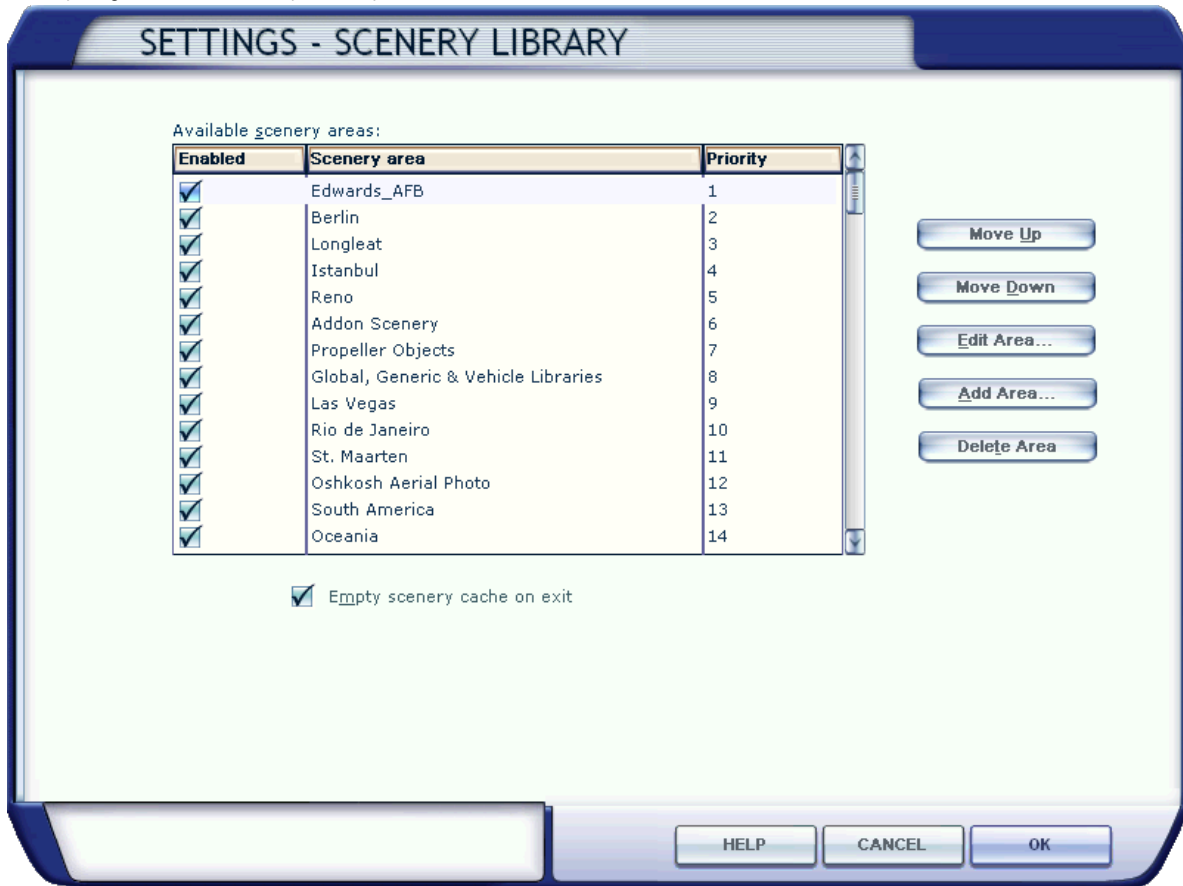 SETTINGS - SCENERY LIBRARY
Available scenery areas:
Enabled Scenery area Priority
Edwards_AFB 1
Berlin 2
Longleat 3
Istanbul 4
Reno 5
Addon Scenery 6
Propeller Objects 7
Global, Generic & Vehicle Libraries 8
Las Vegas 9
Rio de Janeiro 10
St. Maarten 11
Oshkosh Aerial Photo 12
South America 13
Oceania 14
Move Up
Move Down
Edit Area...
Add Area...
Delete Area
Empty scenery cache on exit
HELP CANCEL OK